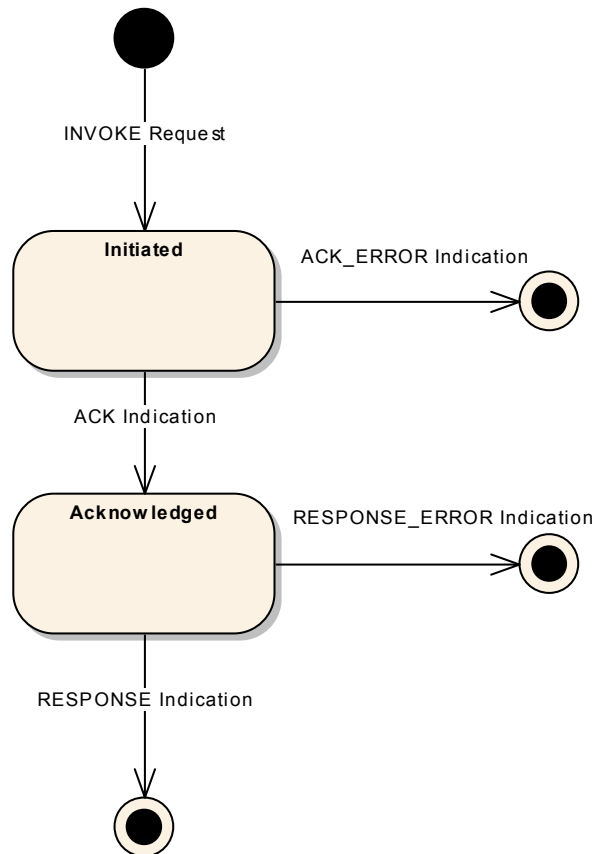 INVOKE Request
Initiated
ACK_ERROR Indication
ACK Indication
Acknowledged
RESPONSE_ERROR Indication
RESPONSE Indication